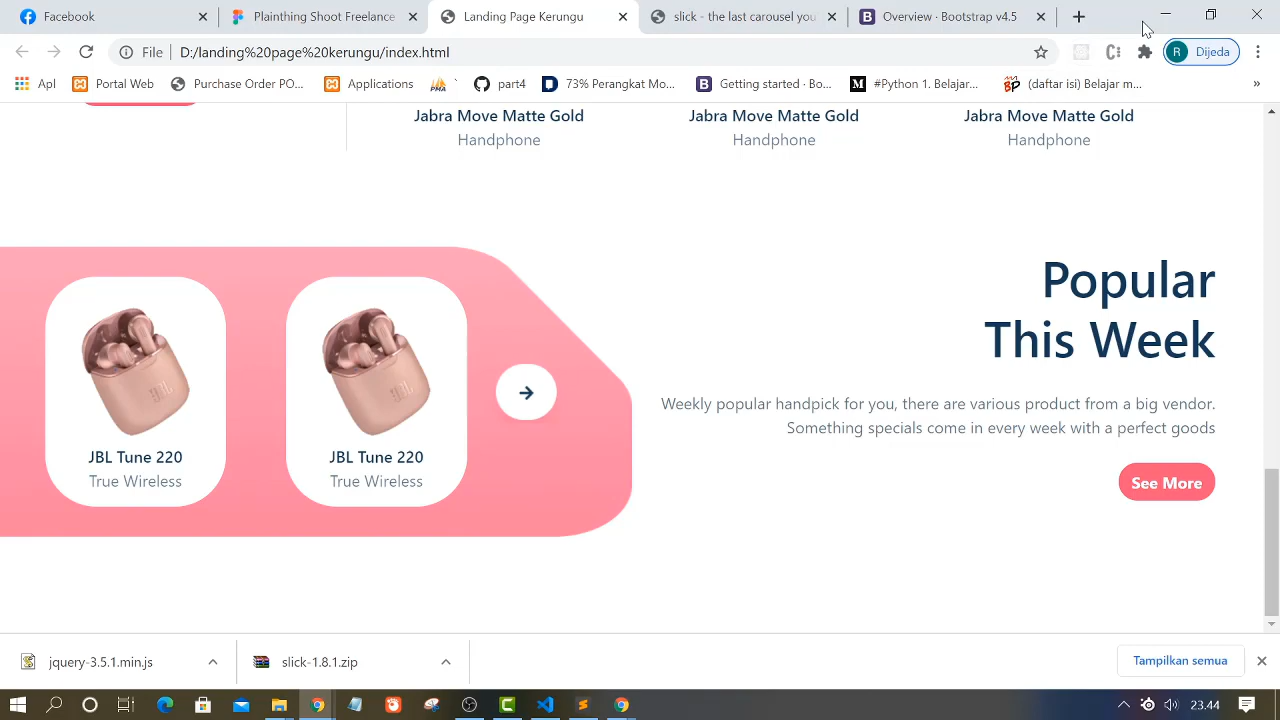 Facebook
Plainthing Shoot Freelance
Landing Page Kerungu
slick - the last carousel you
Overview · Bootstrap v4.5
File
D:/landing%20page%20kerungu/index.html
R
Dijeda
Apl
Portal Web
Purchase Order PO...
Applications
PMA
part4
73% Perangkat Mo...
Getting started · Bo...
#Python 1. Belajar...
(daftar isi) Belajar m...
»
Jabra Move Matte Gold
Handphone
Jabra Move Matte Gold
Handphone
Jabra Move Matte Gold
Handphone
JBL Tune 220
True Wireless
JBL Tune 220
True Wireless
Popular
This Week
Weekly popular handpick for you, there are various product from a big vendor.
Something specials come in every week with a perfect goods
See More
jquery-3.5.1.min.js
slick-1.8.1.zip
Tampilkan semua
23.44